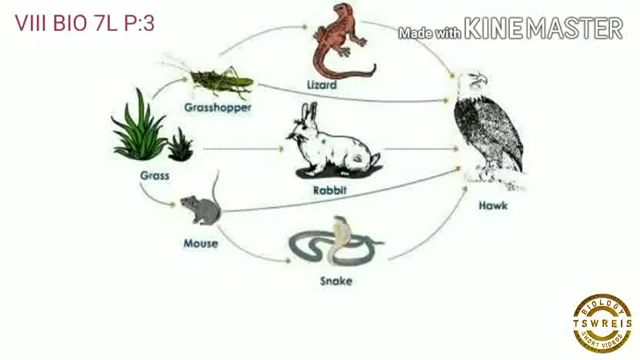 VIII BIO 7L P:3
Made with KINEMASTER
Lizard
Grasshopper
Grass
Rabbit
Hawk
Mouse
Snake
BIOLOGY
TSWREIS
SHORT VIDEOS